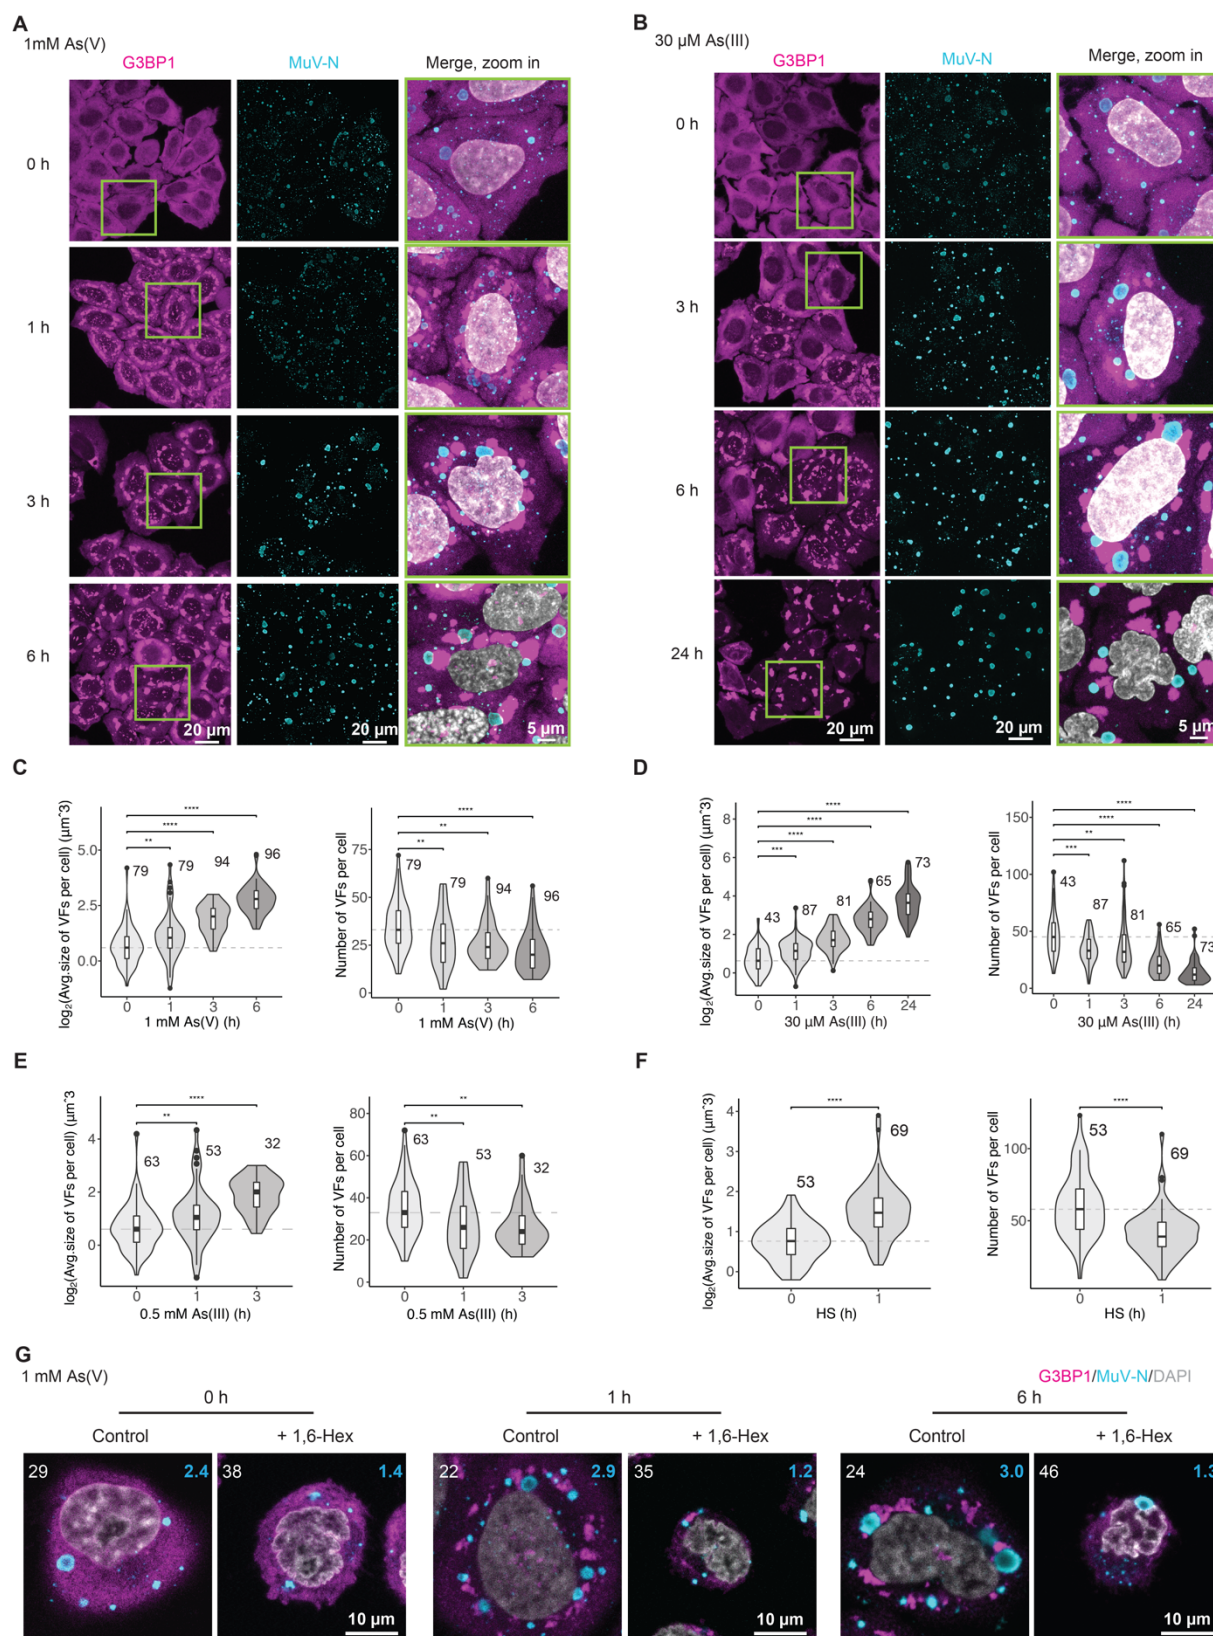 A
1mM As(V)
G3BP1
MuV-N
Merge, zoom in
0 h
1 h
3 h
6 h
20 µm
5 µm
B
30 µM As(III)
G3BP1
MuV-N
Merge, zoom in
0 h
3 h
6 h
24 h
20 µm
20 µm
5 µm
C
log₂(Avg.size of VFs per cell) (µm^3)
5.0
2.5
0.0
79
79
94
96
**
****
****
0
1
3
6
1 mM As(V) (h)
Number of VFs per cell
75
50
25
0
79
79
94
96
**
**
****
0
1
3
6
1 mM As(V) (h)
D
log₂(Avg.size of VFs per cell) (µm^3)
8
6
4
2
0
43
87
81
65
73
***
****
****
****
0
1
3
6
24
30 µM As(III) (h)
Number of VFs per cell
150
100
50
0
43
87
81
65
73
***
**
****
****
0
1
3
6
24
30 µM As(III) (h)
E
log₂(Avg.size of VFs per cell) (µm^3
4
2
0
63
53
32
**
****
0
1
3
0.5 mM As(III) (h)
Number of VFs per cell
80
60
40
20
0
63
53
32
**
**
0
1
3
0.5 mM As(III) (h)
F
log₂(Avg.size of VFs per cell) (µm^3)
4
3
2
1
0
53
69
****
0
1
HS (h)
Number of VFs per cell
100
50
53
69
****
0
1
HS (h)
G
1 mM As(V)
G3BP1/MuV-N/DAPI
0 h
1 h
6 h
Control
+ 1,6-Hex
Control
+ 1,6-Hex
Control
+ 1,6-Hex
29
2.4
38
1.4
22
2.9
35
1.2
24
3.0
46
1.3
10 µm
10 µm
10 µm